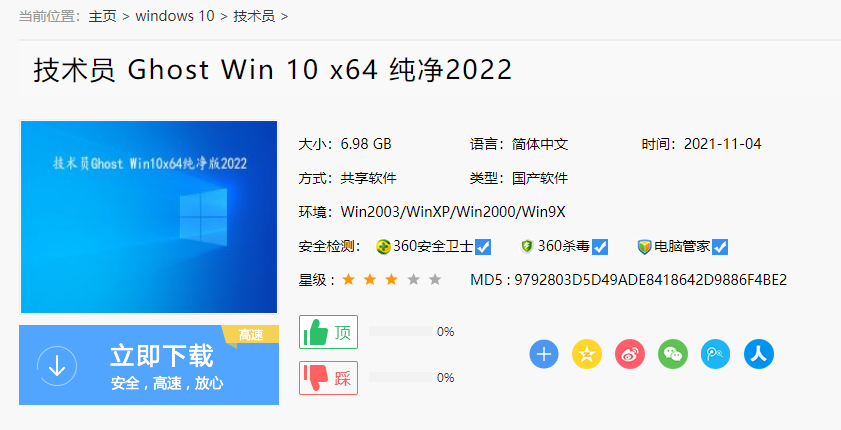 当前位置：主页 > windows 10 > 技术员 >
技术员 Ghost Win 10 x64 纯净2022
技术员Ghost Win10x64纯净版2022
大小：6.98 GB 语言：简体中文 时间：2021-11-04
方式：共享软件 类型：国产软件
环境：Win2003/WinXP/Win2000/Win9X
安全检测： 360安全卫士 360杀毒 电脑管家
星级： MD5：9792803D5D49ADE8418642D9886F4BE2
高速
立即下载
安全，高速，放心
顶 0%
踩 0%